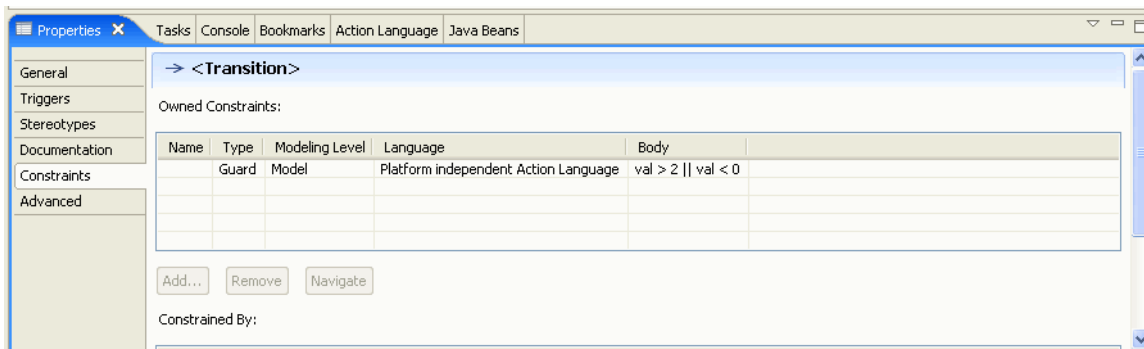 Properties Tasks Console Bookmarks Action Language Java Beans
General
Triggers
Stereotypes
Documentation
Constraints
Advanced
<Transition>
Owned Constraints:
Name Type Modeling Level Language Body
Guard Model Platform independent Action Language val > 2 || val < 0
Add... Remove Navigate
Constrained By: